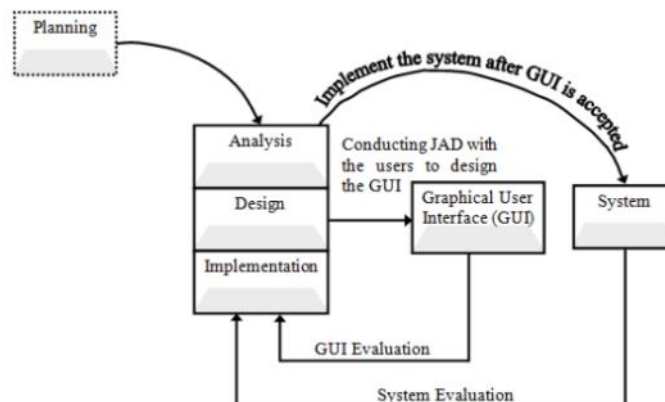 Planning
Implement the system after GUI is accepted
Analysis
Conducting JAD with
the users to design
the GUI
Design
Graphical User
Interface (GUI)
System
Implementation
GUI Evaluation
System Evaluation